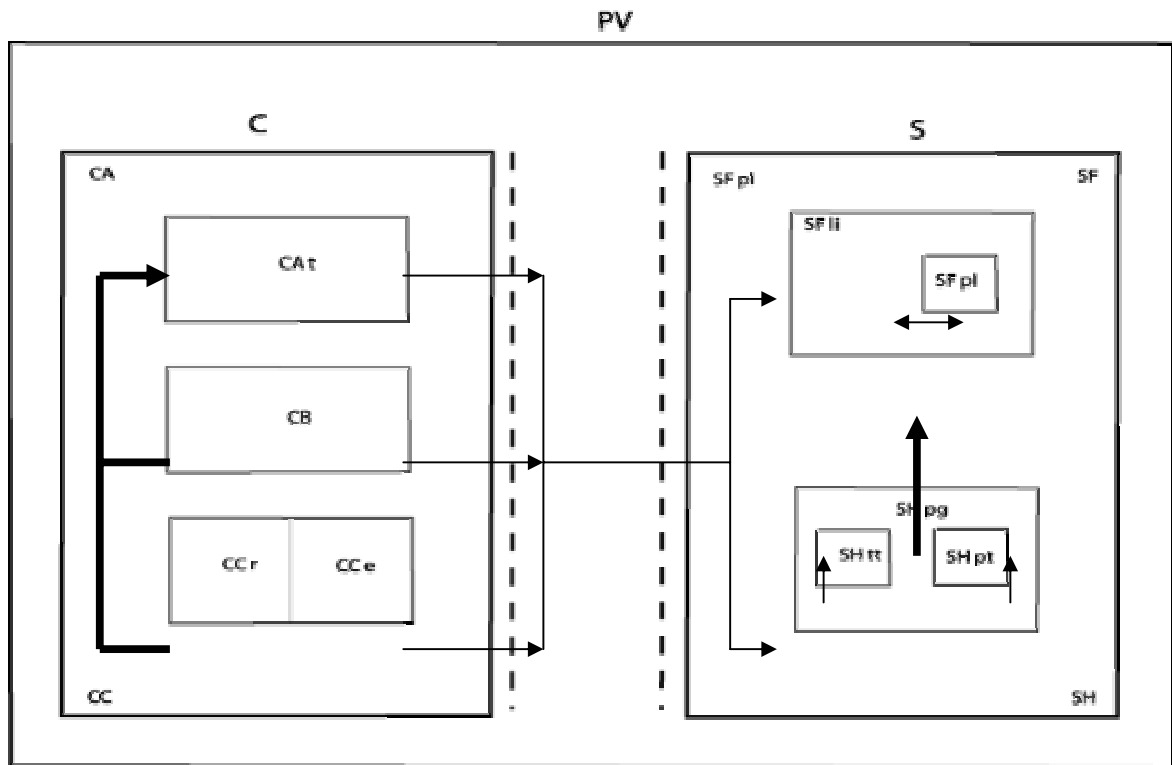 PV
C
S
CA
SF pl
SF
CA t
SF li
SF pl
CB
SH pg
CC r
CC e
SH tt
SH pt
CC
SH